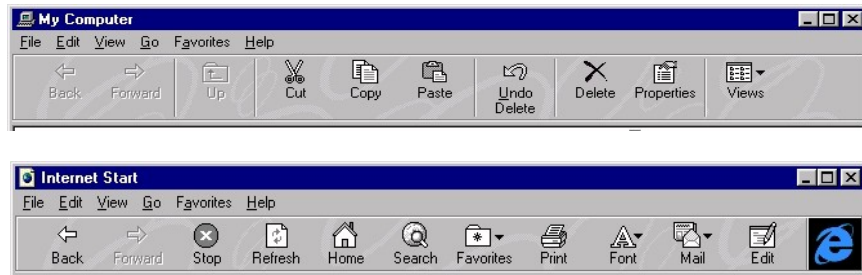 My Computer
File Edit View Go Favorites Help
Back Forward Up Cut Copy Paste Undo Delete Delete Properties Views
Internet Start
File Edit View Go Favorites Help
Back Forward Stop Refresh Home Search Favorites Print Font Mail Edit